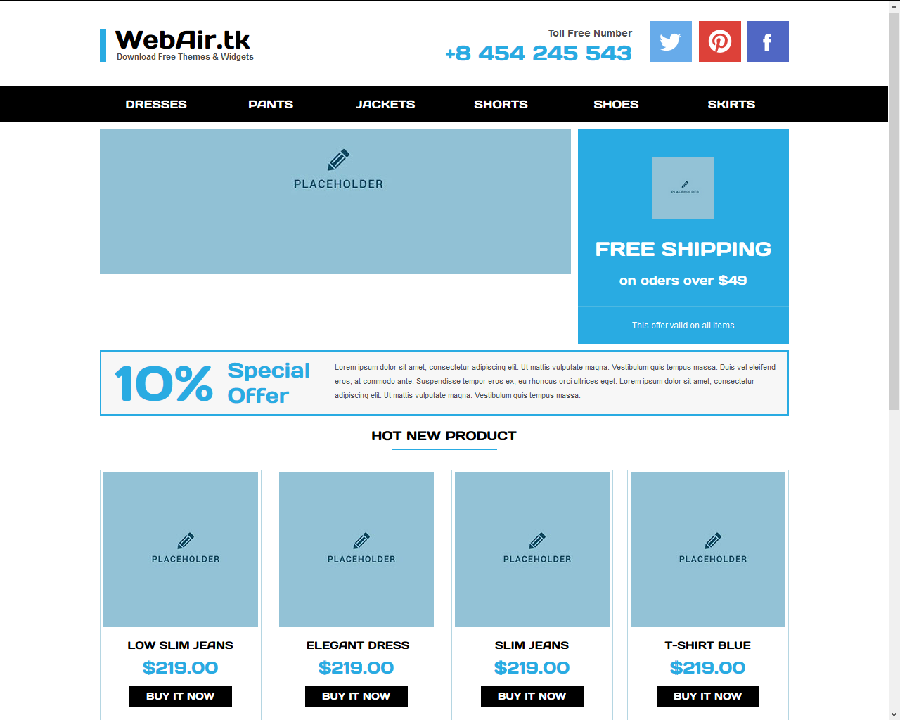 WebAir.tk
Download Free Themes & Widgets
Toll Free Number
+8 454 245 543
DRESSES PANTS JACKETS SHORTS SHOES SKIRTS
PLACEHOLDER
PLACEHOLDER
FREE SHIPPING
on oders over $49
This offer valid on all items
10% Special Offer
Lorem ipsum dolor sit amet, consectetur adipiscing elit. Ut mattis vulputate magna. Vestibulum quis tempus massa. Duis vel eleifend
eros, at commodo ante. Suspendisse tempor eros ex, eu rhoncus orci ultrices eget. Lorem ipsum dolor sit amet, consectetur
adipiscing elit. Ut mattis vulputate magna. Vestibulum quis tempus massa.
HOT NEW PRODUCT
PLACEHOLDER PLACEHOLDER PLACEHOLDER PLACEHOLDER
LOW SLIM JEANS ELEGANT DRESS SLIM JEANS T-SHIRT BLUE
$219.00 $219.00 $219.00 $219.00
BUY IT NOW BUY IT NOW BUY IT NOW BUY IT NOW